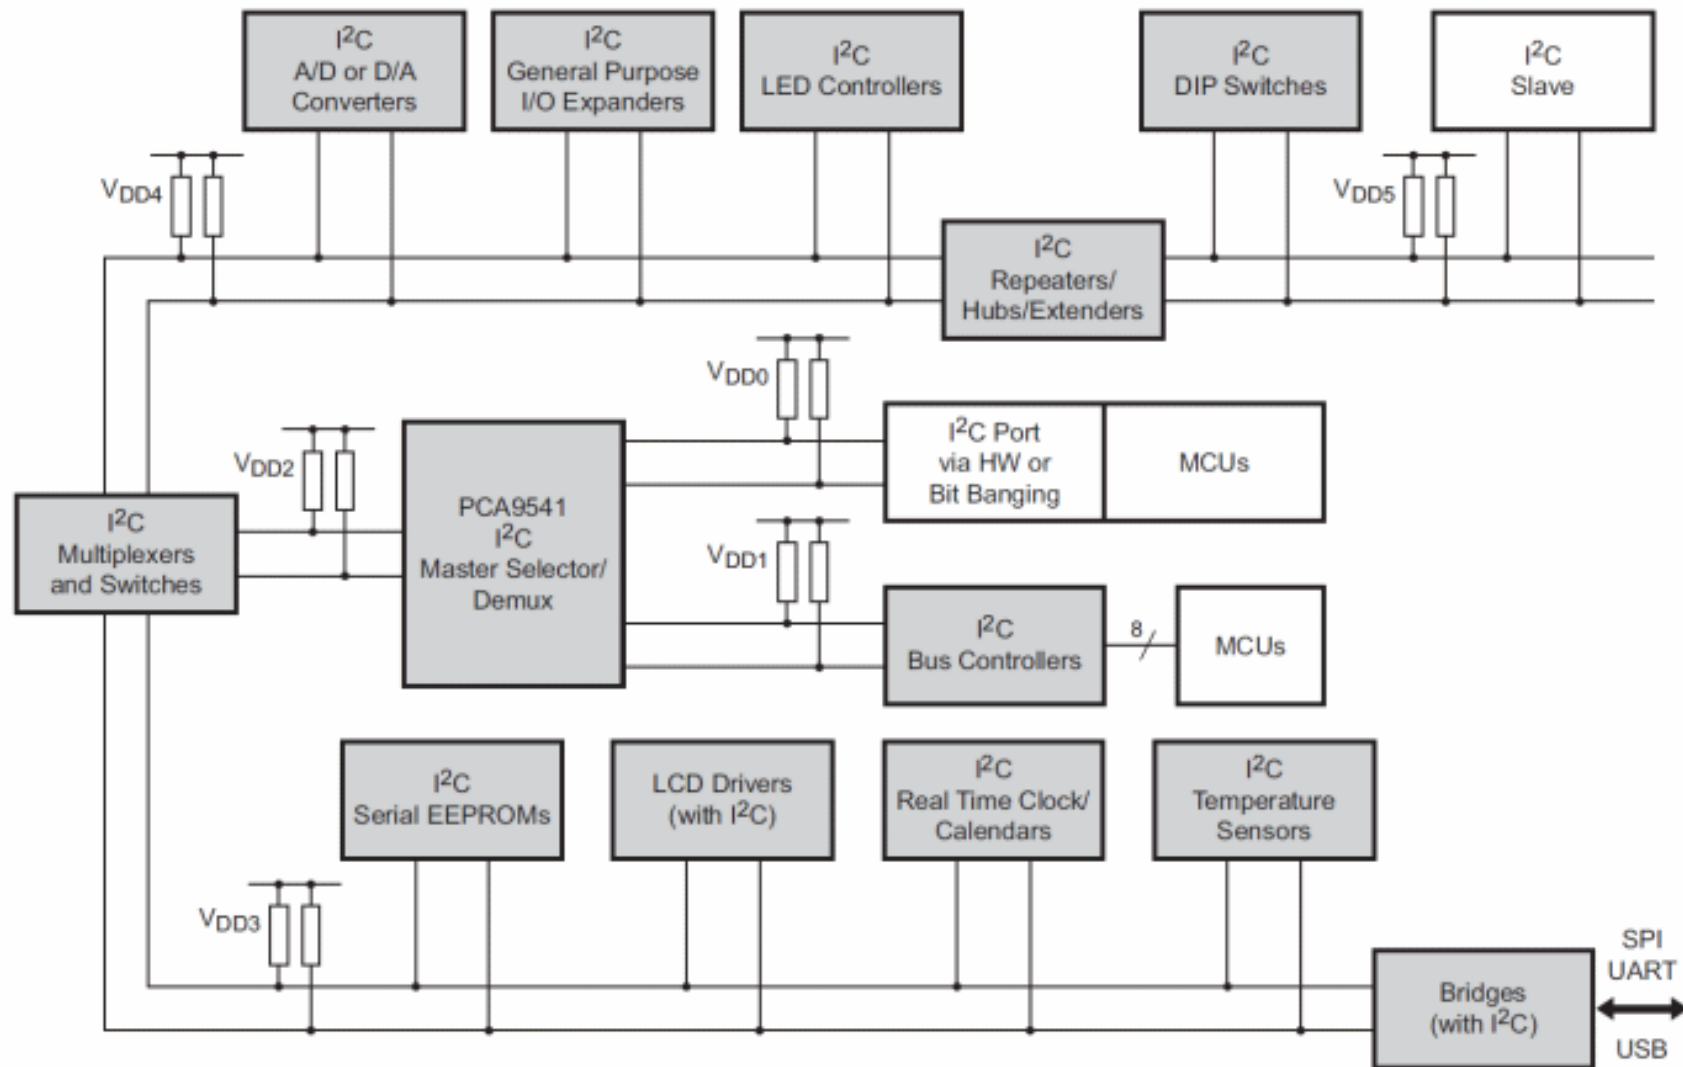 I²C
A/D or D/A
Converters
I²C
General Purpose
I/O Expanders
I²C
LED Controllers
I²C
DIP Switches
I²C
Slave
VDD4
VDD5
I²C
Repeaters/
Hubs/Extenders
VDD0
I²C Port
via HW or
Bit Banging
MCUs
VDD2
PCA9541
I²C
Master Selector/
Demux
I²C
Multiplexers
and Switches
VDD1
I²C
Bus Controllers
8
MCUs
I²C
Serial EEPROMs
LCD Drivers
(with I²C)
I²C
Real Time Clock/
Calendars
I²C
Temperature
Sensors
VDD3
Bridges
(with I²C)
SPI
UART
USB